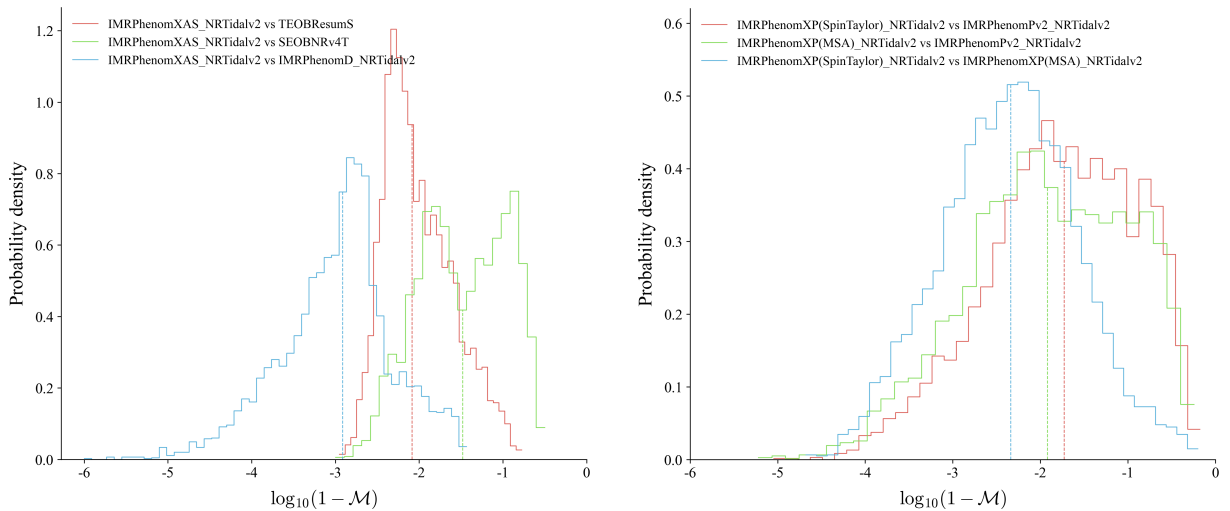 IMRPhenomXAS_NRTidalv2 vs TEOBResumS
IMRPhenomXAS_NRTidalv2 vs SEOBNRv4T
IMRPhenomXAS_NRTidalv2 vs IMRPhenomD_NRTidalv2
1.2
1.0
0.8
0.6
0.4
0.2
0.0
Probability density
-6 -5 -4 -3 -2 -1 0
log₁₀(1 − ℳ)
IMRPhenomXP(SpinTaylor)_NRTidalv2 vs IMRPhenomPv2_NRTidalv2
IMRPhenomXP(MSA)_NRTidalv2 vs IMRPhenomPv2_NRTidalv2
IMRPhenomXP(SpinTaylor)_NRTidalv2 vs IMRPhenomXP(MSA)_NRTidalv2
0.6
0.5
0.4
0.3
0.2
0.1
0.0
Probability density
-6 -5 -4 -3 -2 -1 0
log₁₀(1 − ℳ)